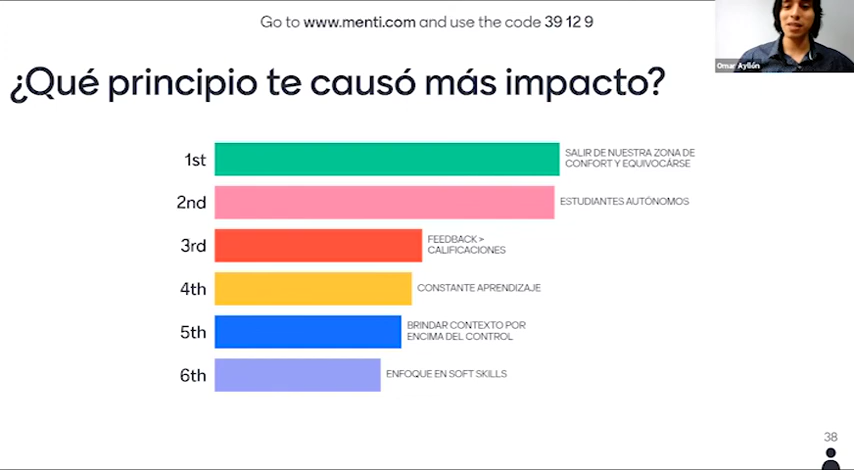 Go to www.menti.com and use the code 39 12 9
Omar Ayllón
¿Qué principio te causó más impacto?
1st
SALIR DE NUESTRA ZONA DE
CONFORT Y EQUIVOCÁRSE
2nd
ESTUDIANTES AUTÓNOMOS
3rd
FEEDBACK >
CALIFICACIONES
4th
CONSTANTE APRENDIZAJE
5th
BRINDAR CONTEXTO POR
ENCIMA DEL CONTROL
6th
ENFOQUE EN SOFT SKILLS
38